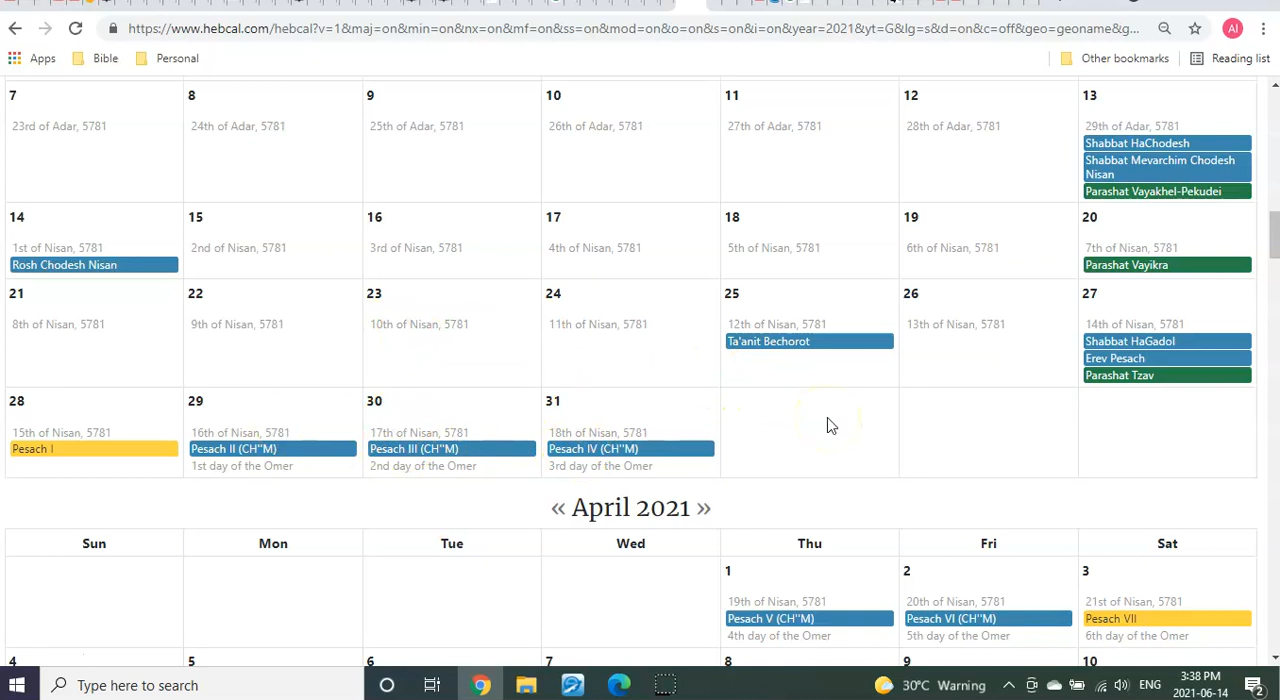 https://www.hebcal.com/hebcal?v=1&maj=on&min=on&nx=on&mf=on&ss=on&mod=on&o=on&s=on&i=on&year=2021&yt=G&lg=s&d=on&c=off&geo=geoname&g...
AI
Apps Bible Personal Other bookmarks Reading list
7 8 9 10 11 12 13
23rd of Adar, 5781 24th of Adar, 5781 25th of Adar, 5781 26th of Adar, 5781 27th of Adar, 5781 28th of Adar, 5781 29th of Adar, 5781
Shabbat HaChodesh
Shabbat Mevarchim Chodesh
Nisan
Parashat Vayakhel-Pekudei
14 15 16 17 18 19 20
1st of Nisan, 5781 2nd of Nisan, 5781 3rd of Nisan, 5781 4th of Nisan, 5781 5th of Nisan, 5781 6th of Nisan, 5781 7th of Nisan, 5781
Rosh Chodesh Nisan Parashat Vayikra
21 22 23 24 25 26 27
8th of Nisan, 5781 9th of Nisan, 5781 10th of Nisan, 5781 11th of Nisan, 5781 12th of Nisan, 5781 13th of Nisan, 5781 14th of Nisan, 5781
Ta'anit Bechorot Shabbat HaGadol
Erev Pesach
Parashat Tzav
28 29 30 31
15th of Nisan, 5781 16th of Nisan, 5781 17th of Nisan, 5781 18th of Nisan, 5781
Pesach I Pesach II (CH''M) Pesach III (CH''M) Pesach IV (CH''M)
1st day of the Omer 2nd day of the Omer 3rd day of the Omer
« April 2021 »
Sun Mon Tue Wed Thu Fri Sat
1 2 3
19th of Nisan, 5781 20th of Nisan, 5781 21st of Nisan, 5781
Pesach V (CH''M) Pesach VI (CH''M) Pesach VII
4th day of the Omer 5th day of the Omer 6th day of the Omer
4 5 6 7 8 9 10
Type here to search 30°C Warning ENG 3:38 PM
2021-06-14
2